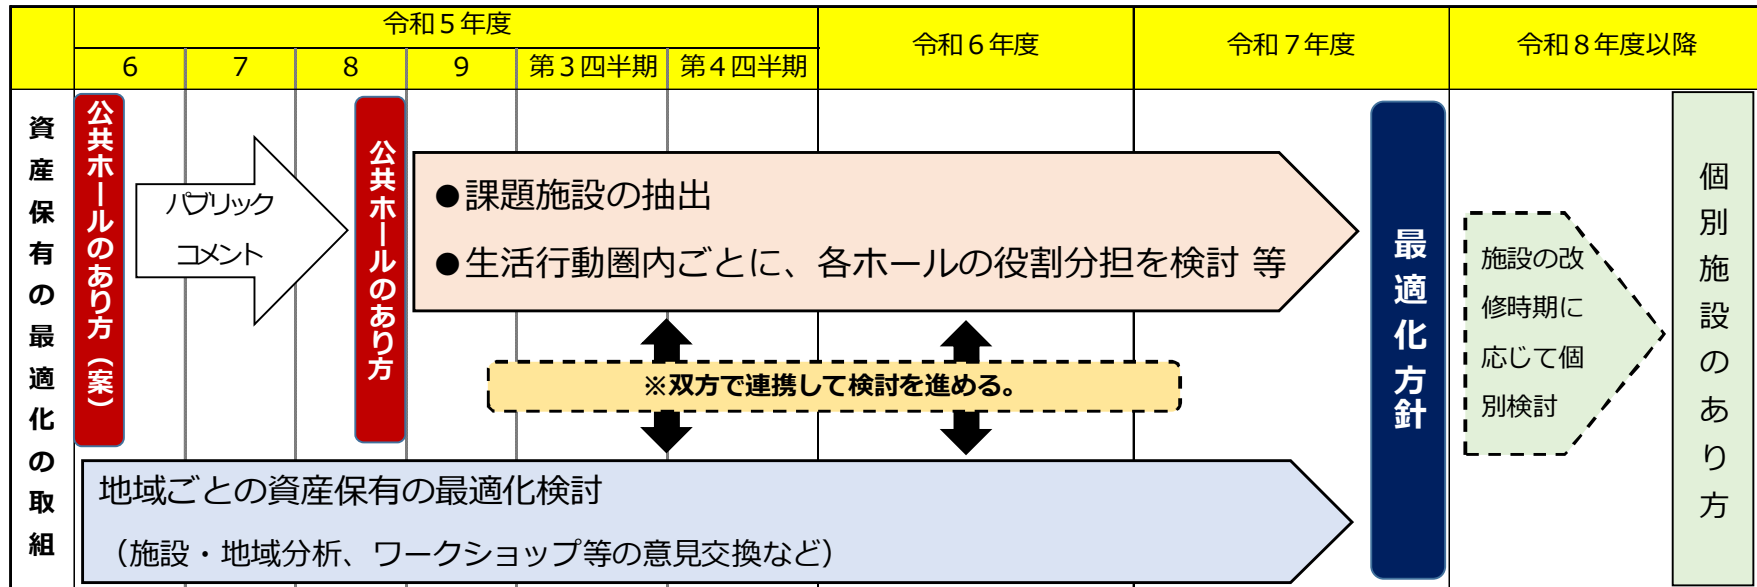 令和５年度
令和６年度
令和７年度
令和８年度以降
6
7
8
9
第３四半期
第４四半期
資産保有の最適化の取組
公共ホールのあり方（案）
パブリック
コメント
公共ホールのあり方
●課題施設の抽出
●生活行動圏内ごとに、各ホールの役割分担を検討 等
※双方で連携して検討を進める。
地域ごとの資産保有の最適化検討
（施設・地域分析、ワークショップ等の意見交換など）
最適化方針
施設の改
修時期に
応じて個
別検討
個別施設のあり方